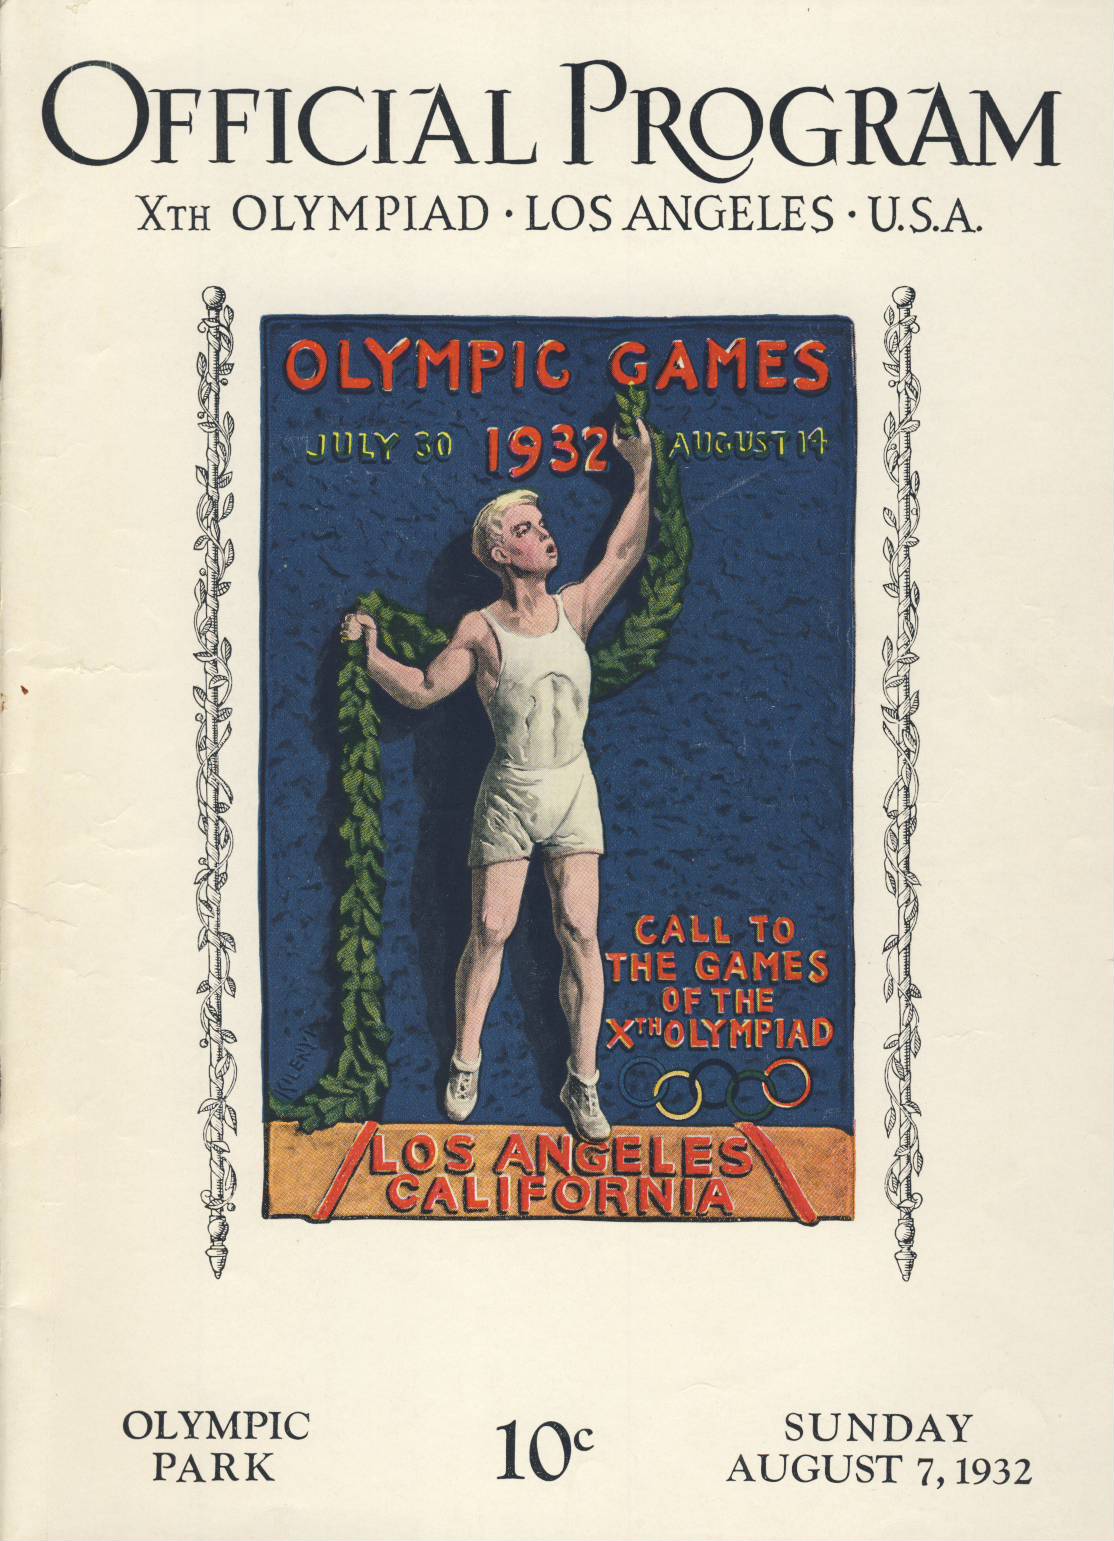 OFFICIAL PROGRAM
XTH OLYMPIAD · LOS ANGELES · U.S.A.
OLYMPIC GAMES
JULY 30 1932 AUGUST 14
CALL TO
THE GAMES
OF THE
XTH OLYMPIAD
KILENYI
LOS ANGELES
CALIFORNIA
OLYMPIC
PARK
10c
SUNDAY
AUGUST 7, 1932